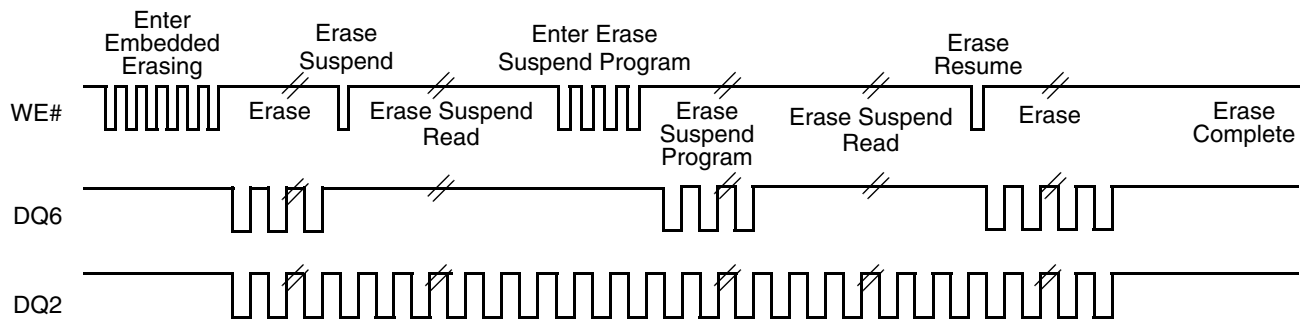 Enter
Embedded
Erasing
Erase
Suspend
Enter Erase
Suspend Program
Erase
Resume
WE#
Erase
Erase Suspend
Read
Erase
Suspend
Program
Erase Suspend
Read
Erase
Erase
Complete
DQ6
DQ2